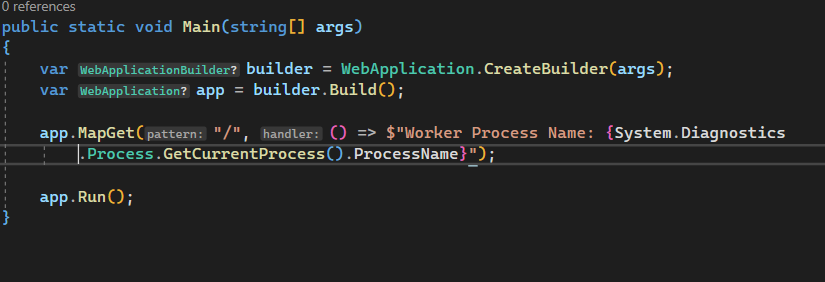 0 references
public static void Main(string[] args)
{
var WebApplicationBuilder? builder = WebApplication.CreateBuilder(args);
var WebApplication? app = builder.Build();
app.MapGet(pattern: "/", handler: () => $"Worker Process Name: {System.Diagnostics
.Process.GetCurrentProcess().ProcessName}");
app.Run();
}